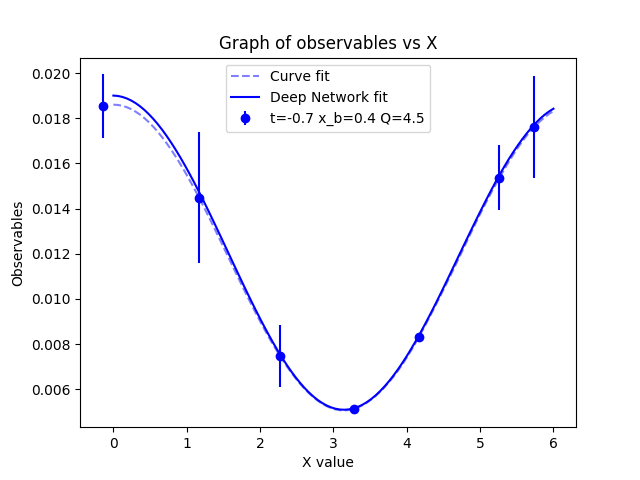 Graph of observables vs X
Curve fit
Deep Network fit
t=-0.7 x_b=0.4 Q=4.5
Observables
0.020
0.018
0.016
0.014
0.012
0.010
0.008
0.006
0 1 2 3 4 5 6
X value